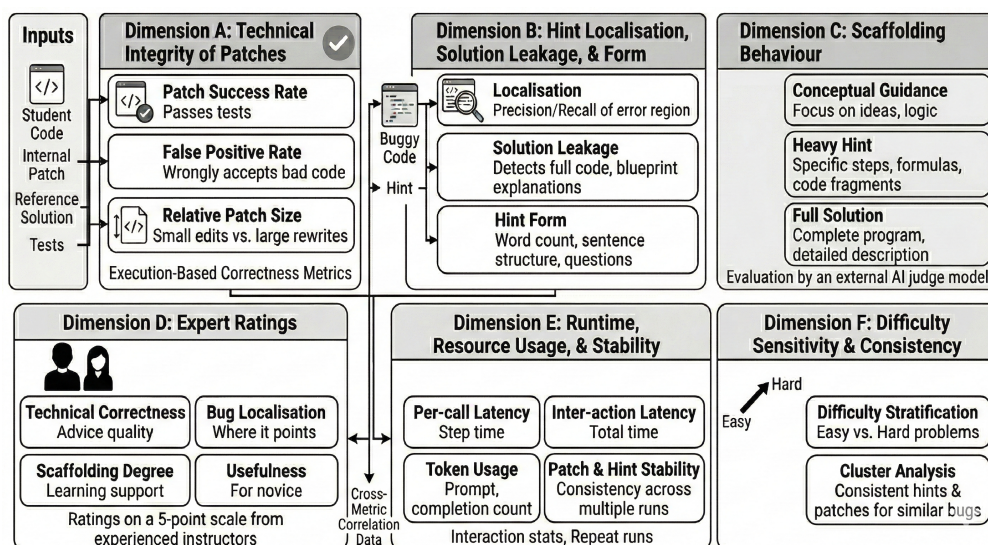 Inputs
Student
Code
Internal
Patch
Reference
Solution
Tests
Dimension A: Technical
Integrity of Patches
Patch Success Rate
Passes tests
False Positive Rate
Wrongly accepts bad code
Relative Patch Size
Small edits vs. large rewrites
Execution-Based Correctness Metrics
Buggy
Code
Hint
Dimension B: Hint Localisation,
Solution Leakage, & Form
Localisation
Precision/Recall of error region
Solution Leakage
Detects full code, blueprint
explanations
Hint Form
Word count, sentence
structure, questions
Dimension C: Scaffolding
Behaviour
Conceptual Guidance
Focus on ideas, logic
Heavy Hint
Specific steps, formulas,
code fragments
Full Solution
Complete program,
detailed description
Evaluation by an external AI judge model
Dimension D: Expert Ratings
Technical Correctness
Advice quality
Bug Localisation
Where it points
Scaffolding Degree
Learning support
Usefulness
For novice
Ratings on a 5-point scale from
experienced instructors
Cross-
Metric
Correlation
Data
Dimension E: Runtime,
Resource Usage, & Stability
Per-call Latency
Step time
Inter-action Latency
Total time
Token Usage
Prompt,
completion count
Patch & Hint Stability
Consistency across
multiple runs
Interaction stats, Repeat runs
Dimension F: Difficulty
Sensitivity & Consistency
Hard
Easy
Difficulty Stratification
Easy vs. Hard problems
Cluster Analysis
Consistent hints &
patches for similar bugs